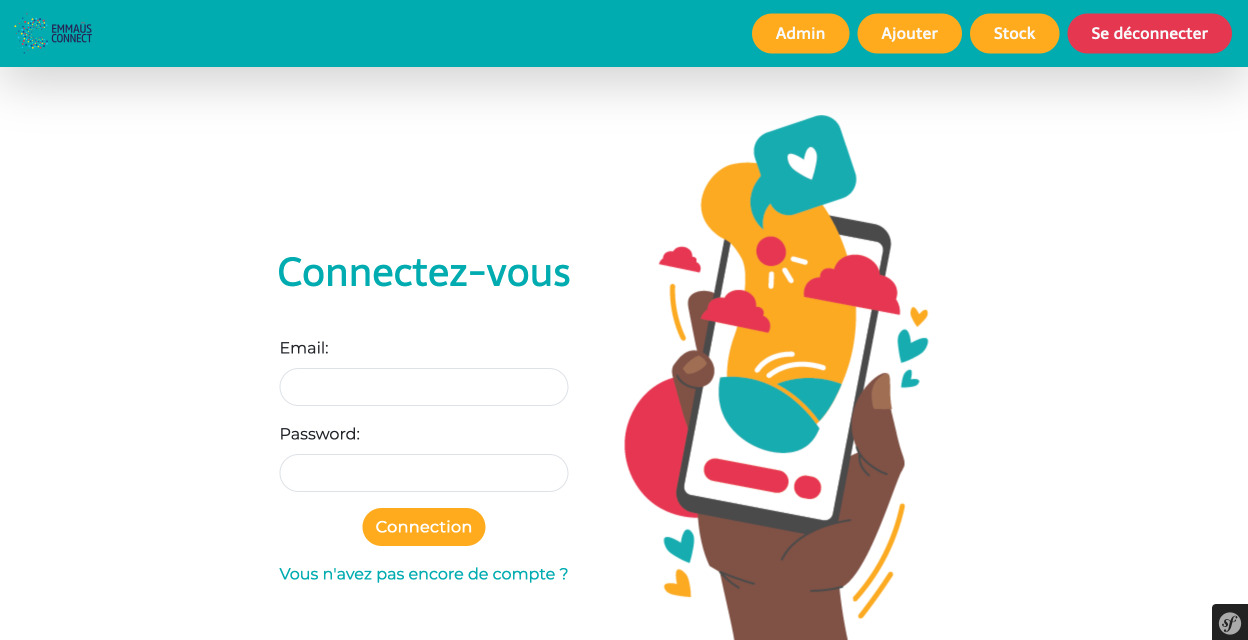 EMMAUS
CONNECT
Admin
Ajouter
Stock
Se déconnecter
Connectez-vous
Email:
Password:
Connection
Vous n'avez pas encore de compte ?
sf